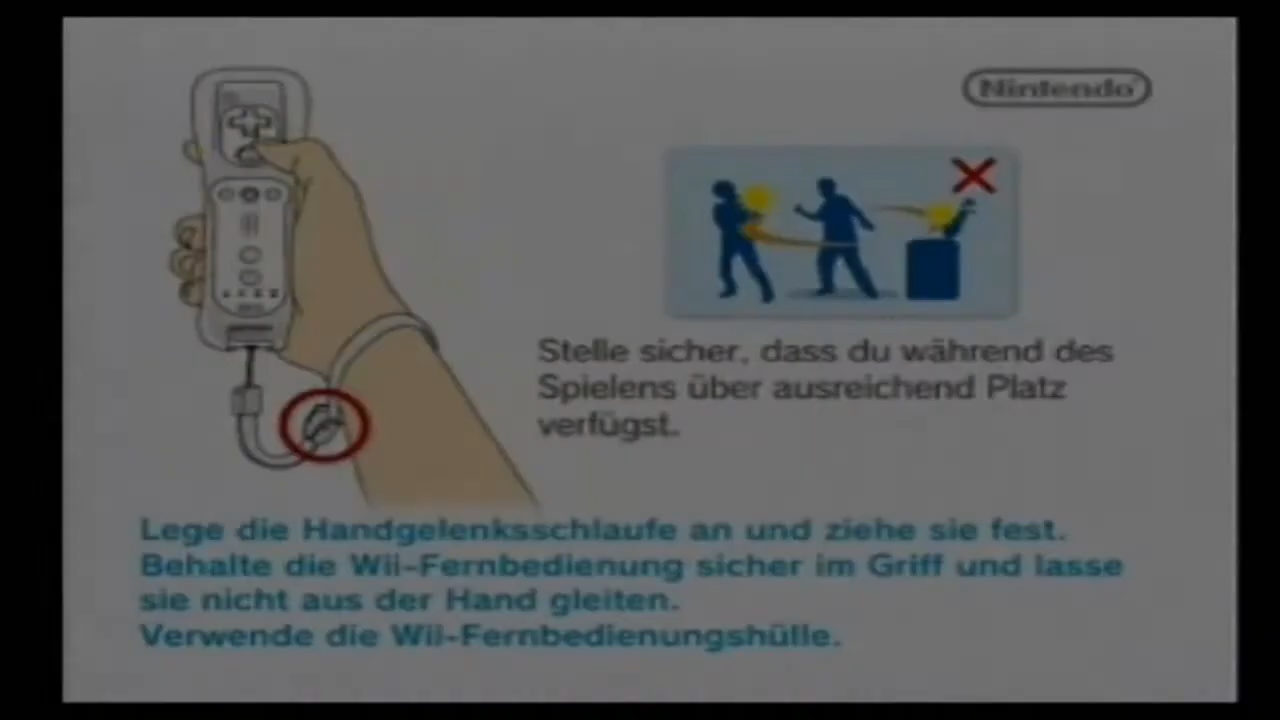 Nintendo
Stelle sicher, dass du während des
Spielens über ausreichend Platz
verfügst.
Lege die Handgelenksschlaufe an und ziehe sie fest.
Behalte die Wii-Fernbedienung sicher im Griff und lasse
sie nicht aus der Hand gleiten.
Verwende die Wii-Fernbedienungshülle.